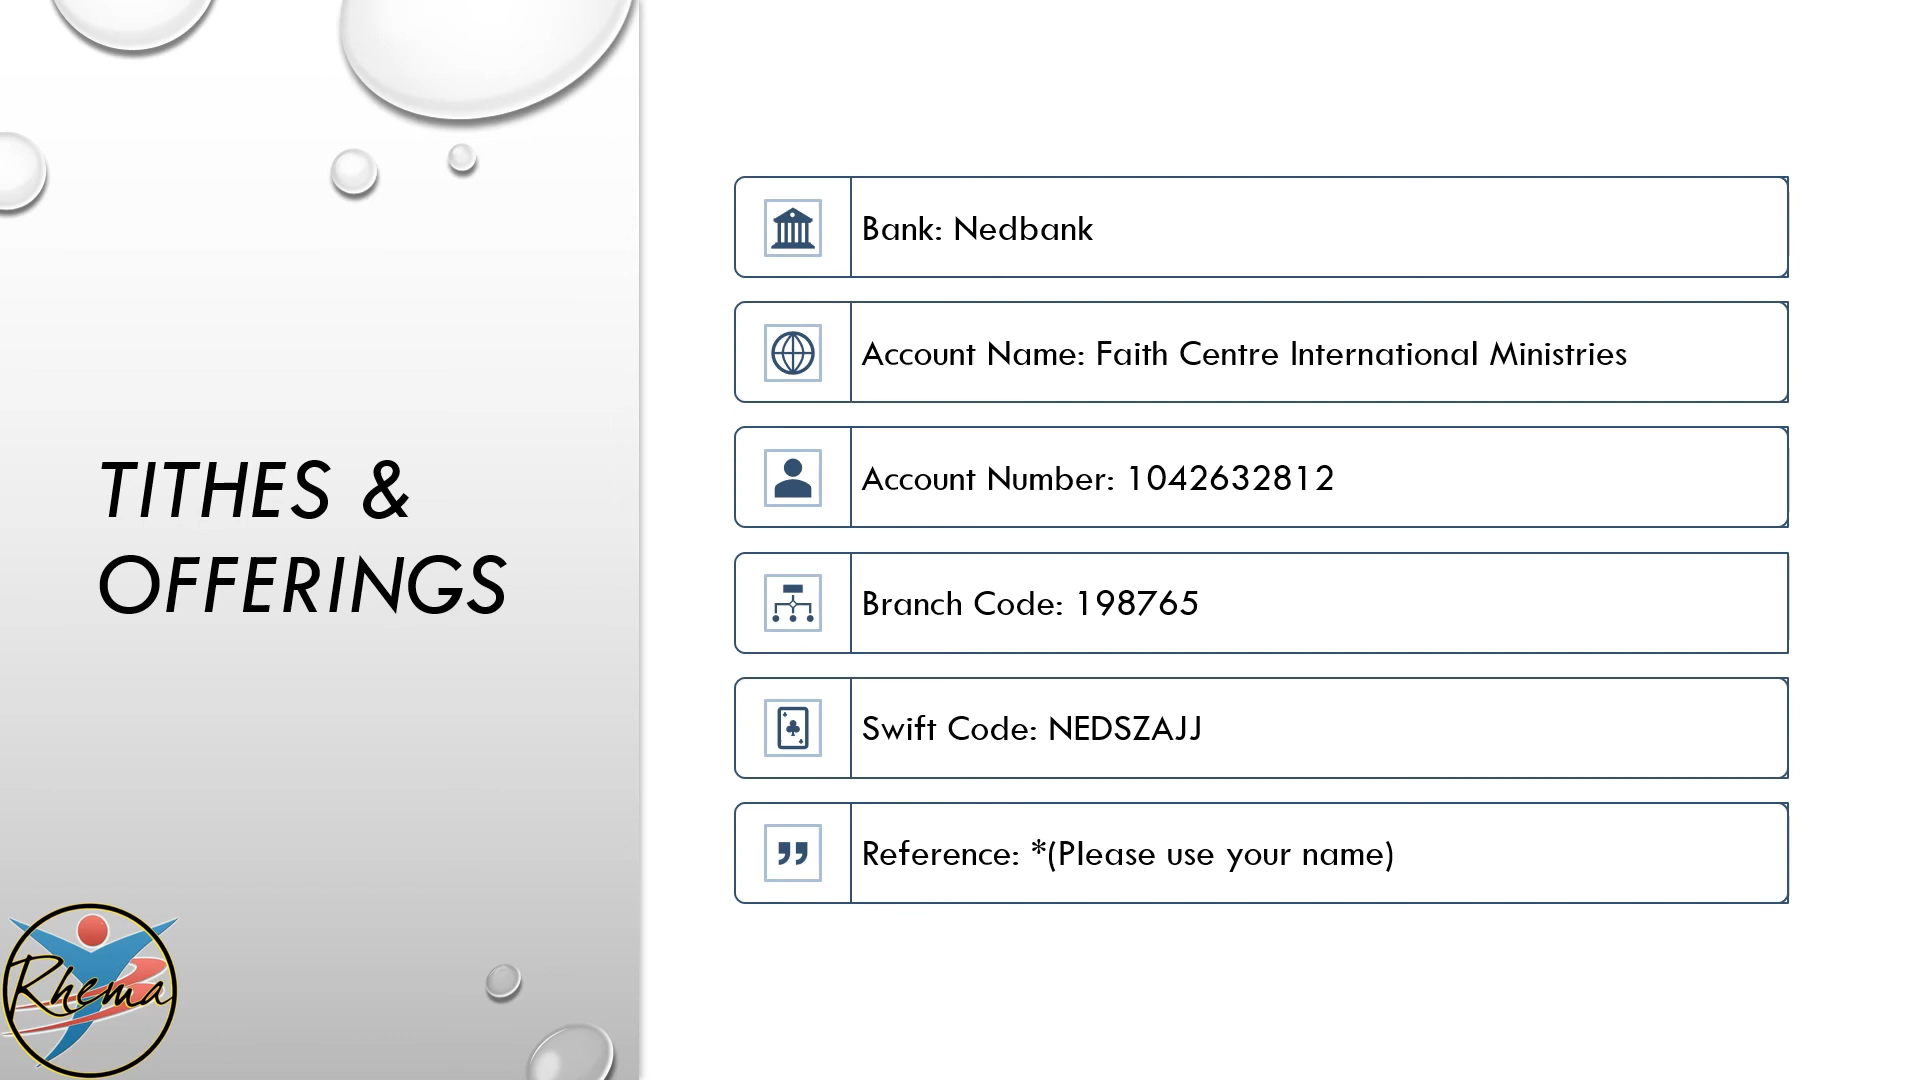 TITHES &
OFFERINGS
Bank: Nedbank
Account Name: Faith Centre International Ministries
Account Number: 1042632812
Branch Code: 198765
Swift Code: NEDSZAJJ
Reference: *(Please use your name)
Rhema